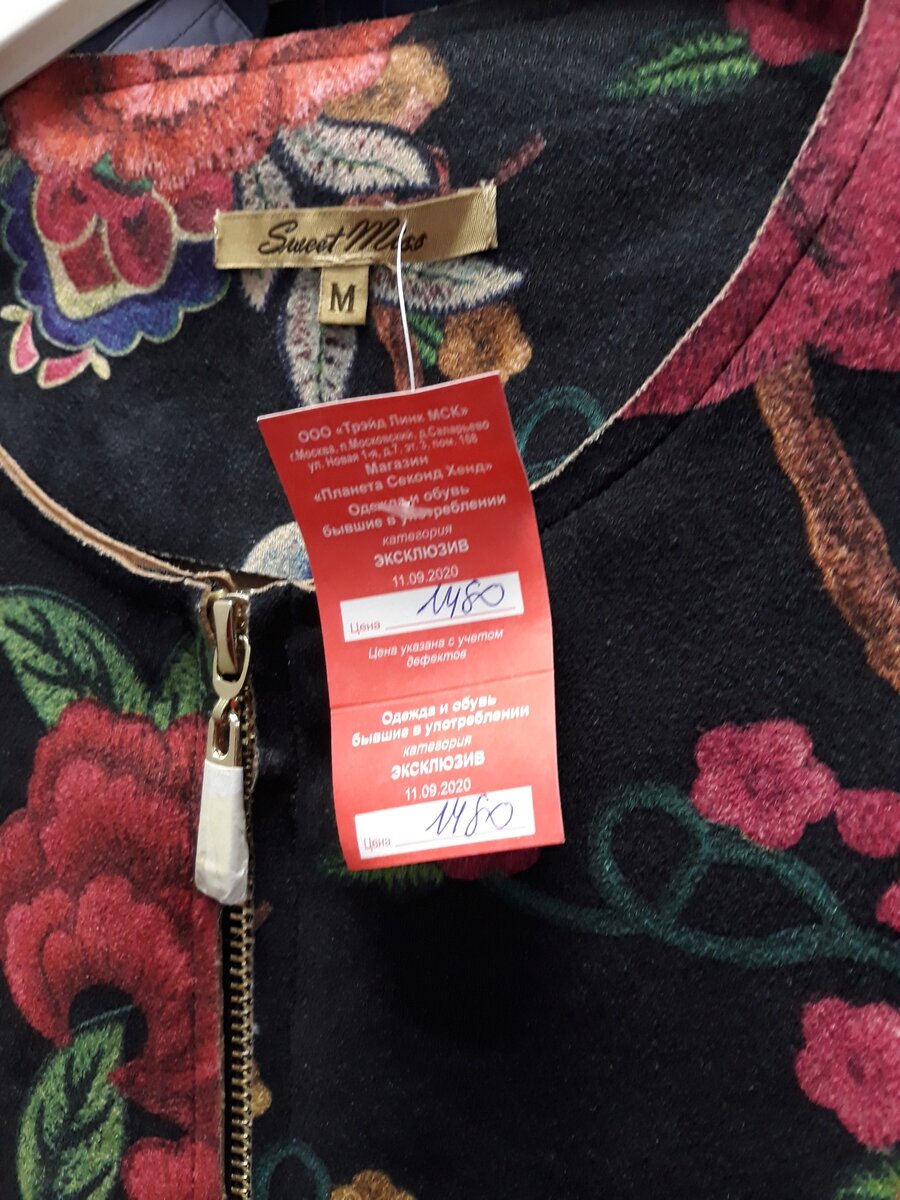 Sweet Miss
M
ООО «Трэйд Линк МСК»
г.Москва, п.Московский, д.Саларьево
ул. Новая 1-я, д.7, эт. 3, пом. 168
Магазин
«Планета Секонд Хенд»
Одежда и обувь
бывшие в употреблении
категория
ЭКСКЛЮЗИВ
11.09.2020
Цена 1480
Цена указана с учетом
дефектов
Одежда и обувь
бывшие в употреблении
категория
ЭКСКЛЮЗИВ
11.09.2020
Цена 1480